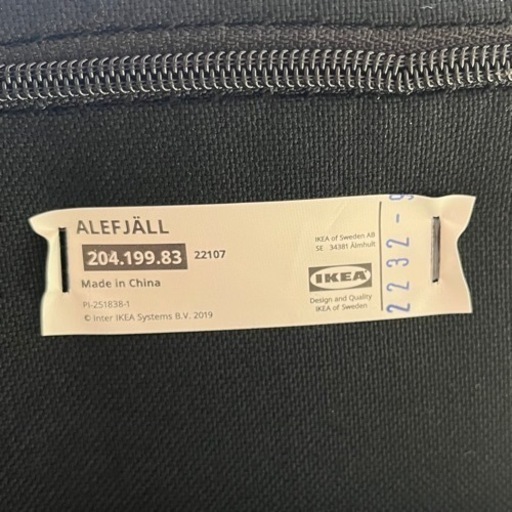 ALEFJÄLL
204.199.83 22107
Made in China
PI-251838-1
© Inter IKEA Systems B.V. 2019
IKEA of Sweden AB
SE 34381 Älmhult
IKEA
Design and Quality
IKEA of Sweden
2232-